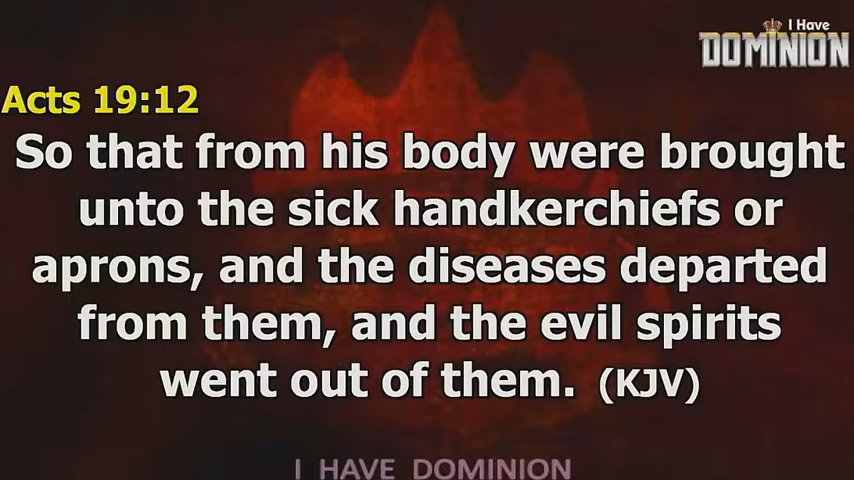 I Have
DOMINION
Acts 19:12
So that from his body were brought
unto the sick handkerchiefs or
aprons, and the diseases departed
from them, and the evil spirits
went out of them. (KJV)
I HAVE DOMINION